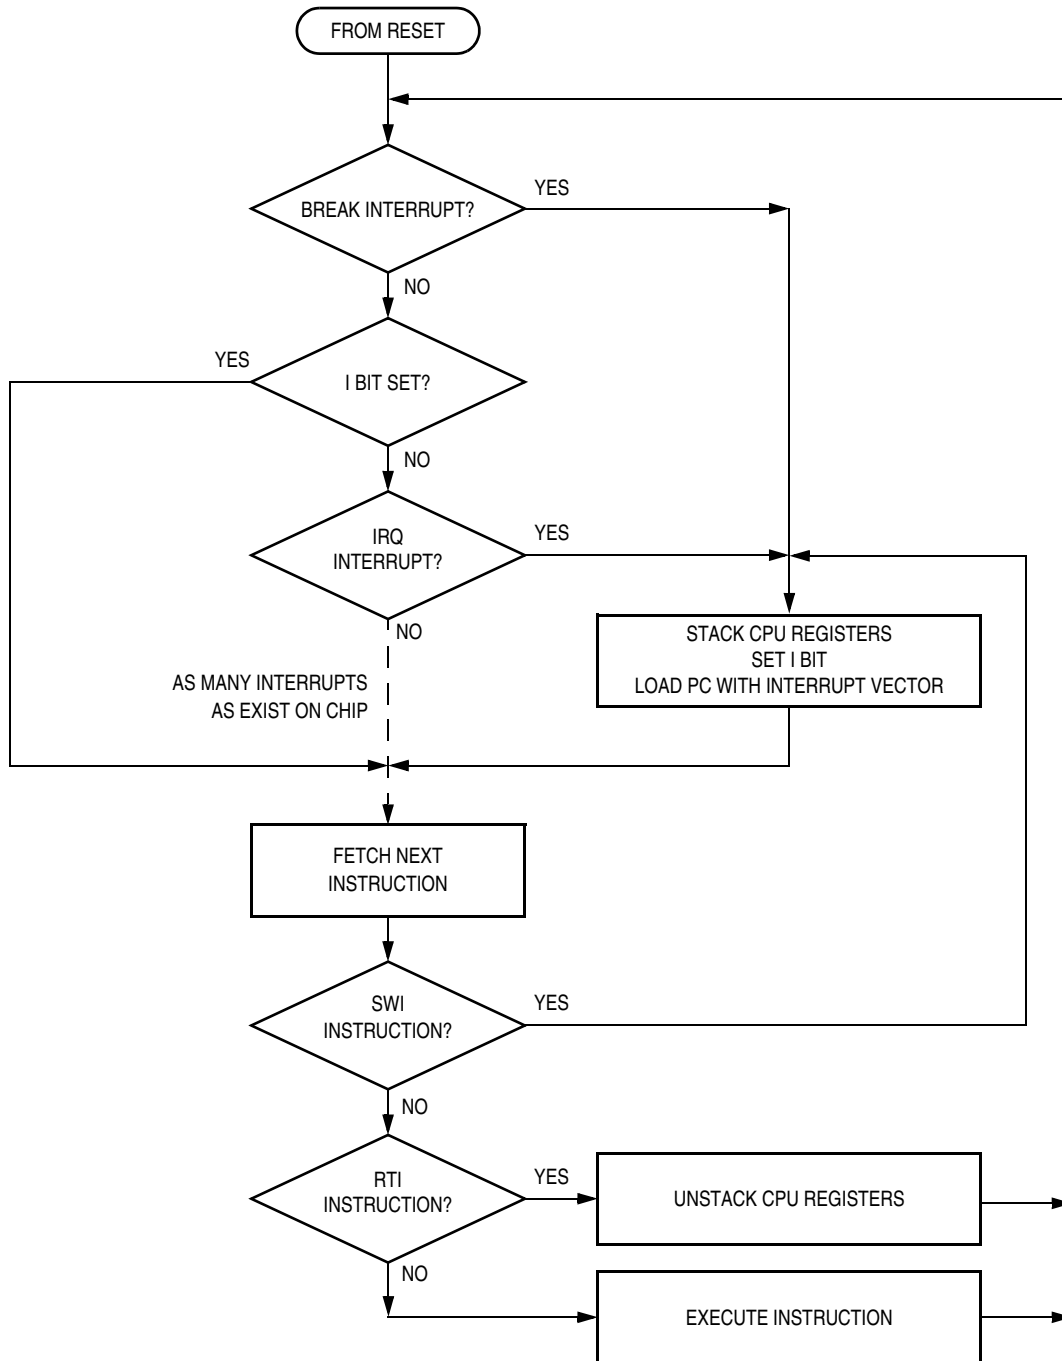 FROM RESET
BREAK INTERRUPT?
YES
NO
YES
I BIT SET?
NO
IRQ
INTERRUPT?
YES
NO
STACK CPU REGISTERS
SET I BIT
LOAD PC WITH INTERRUPT VECTOR
AS MANY INTERRUPTS
AS EXIST ON CHIP
FETCH NEXT
INSTRUCTION
SWI
INSTRUCTION?
YES
NO
RTI
INSTRUCTION?
YES
UNSTACK CPU REGISTERS
NO
EXECUTE INSTRUCTION